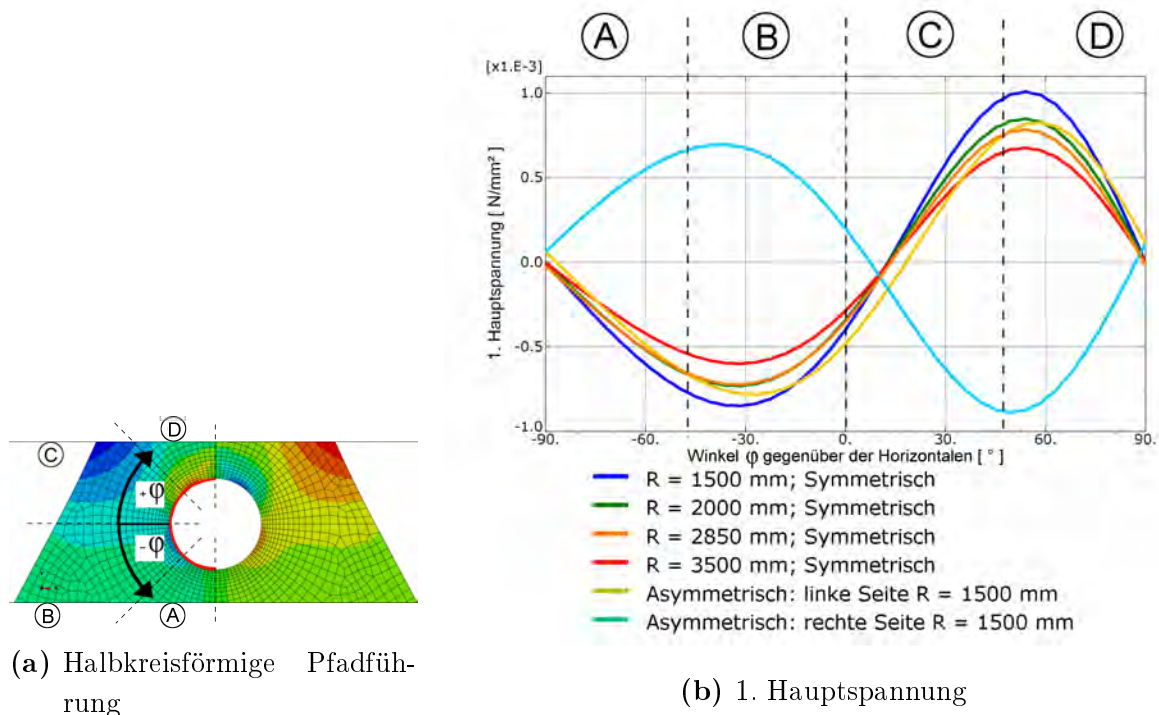 A B C D
[x1.E-3]
1. Hauptspannung [ N/mm² ]
1.0
0.5
0.0
-0.5
-1.0
-90. -60. -30. 0. 30. 60. 90.
Winkel φ gegenüber der Horizontalen [ ° ]
R = 1500 mm; Symmetrisch
R = 2000 mm; Symmetrisch
R = 2850 mm; Symmetrisch
R = 3500 mm; Symmetrisch
Asymmetrisch: linke Seite R = 1500 mm
Asymmetrisch: rechte Seite R = 1500 mm
D
C
+φ
-φ
B
A
(a) Halbkreisförmige Pfadfüh-
rung
(b) 1. Hauptspannung